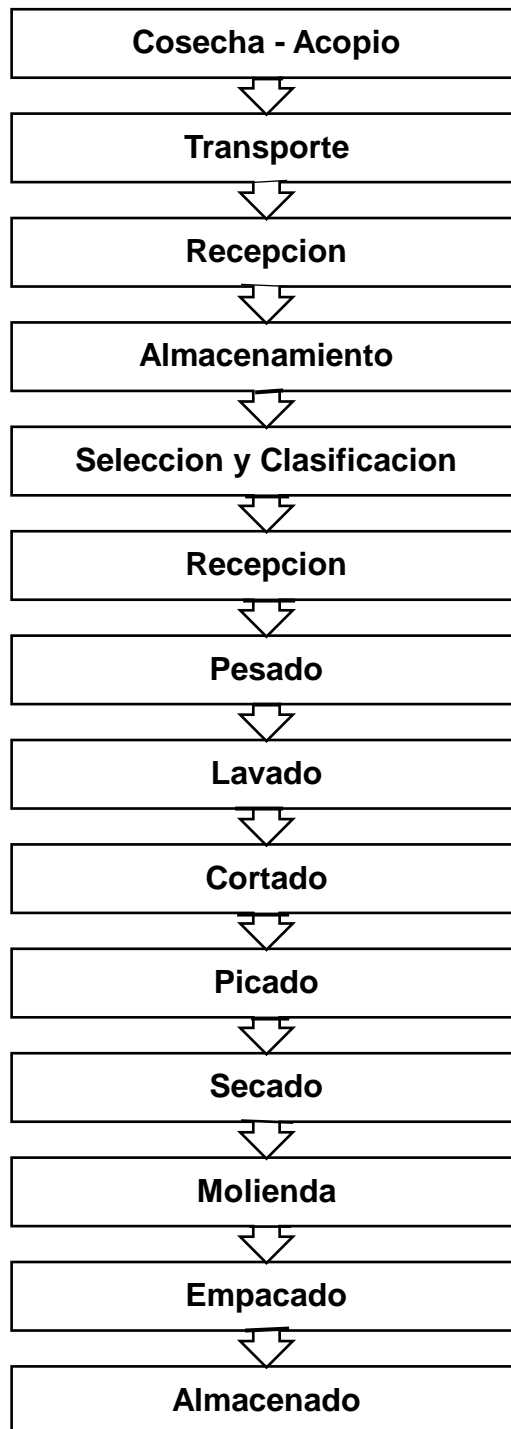 Cosecha - Acopio
Transporte
Recepcion
Almacenamiento
Seleccion y Clasificacion
Recepcion
Pesado
Lavado
Cortado
Picado
Secado
Molienda
Empacado
Almacenado